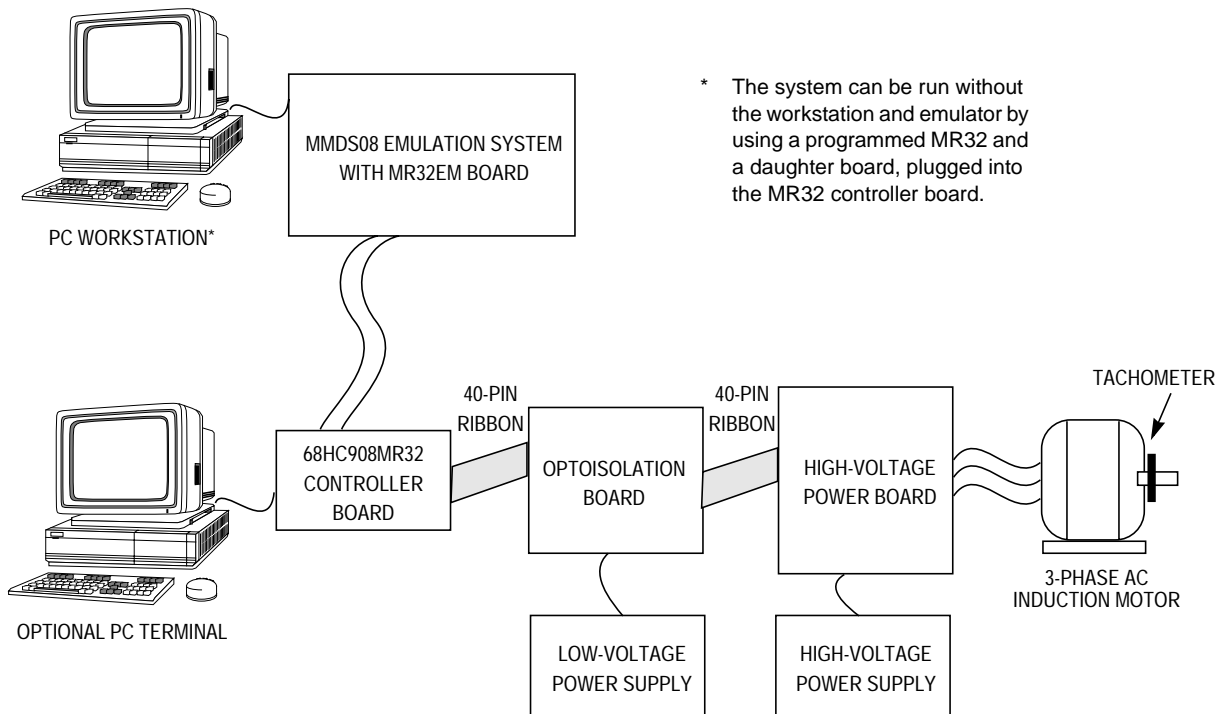 * The system can be run without
the workstation and emulator by
using a programmed MR32 and
a daughter board, plugged into
the MR32 controller board.
MMDS08 EMULATION SYSTEM
WITH MR32EM BOARD
PC WORKSTATION*
TACHOMETER
40-PIN
RIBBON
40-PIN
RIBBON
68HC908MR32
CONTROLLER
BOARD
OPTOISOLATION
BOARD
HIGH-VOLTAGE
POWER BOARD
3-PHASE AC
INDUCTION MOTOR
OPTIONAL PC TERMINAL
LOW-VOLTAGE
POWER SUPPLY
HIGH-VOLTAGE
POWER SUPPLY